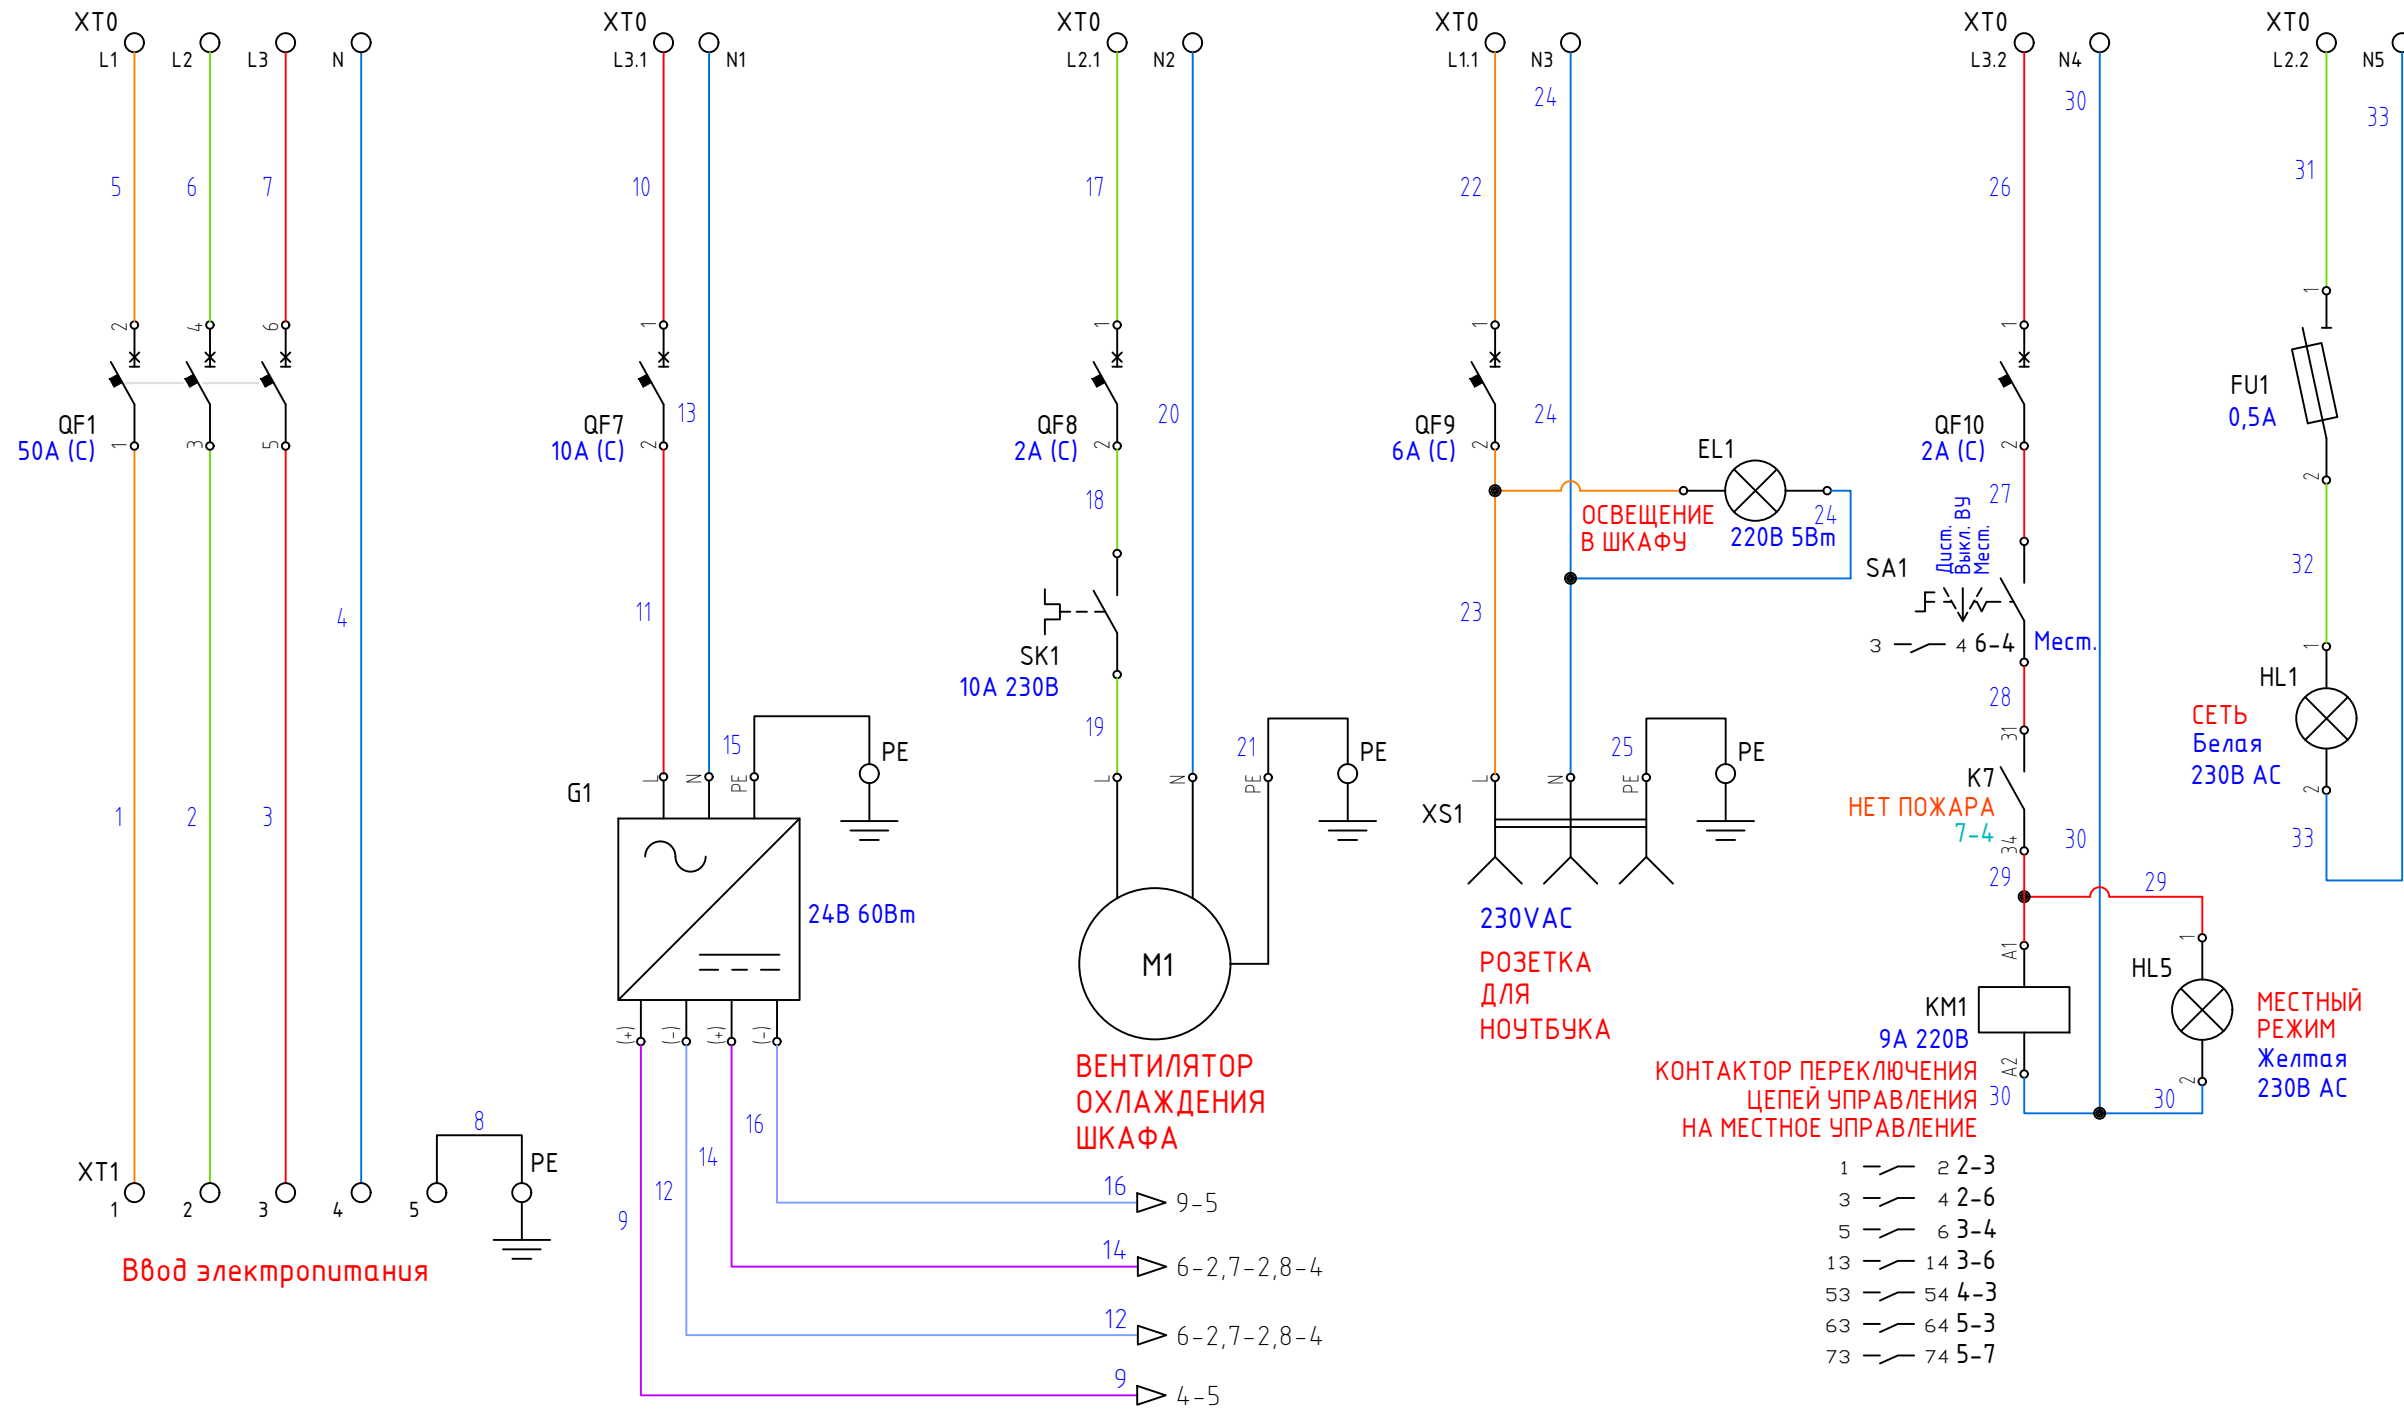 XT0 XT0 XT0 XT0 XT0 XT0
L1 L2 L3 N L3.1 N1 L2.1 N2 L1.1 N3 L3.2 N4 L2.2 N5
24 30 33
31
5 6 7 10 17 22 26
2 4 6 1 1 1 1 1
QF1
50А (С)
1 3 5
QF7
10А (С)
2
13
QF8
2А (С)
2
20
QF9
6А (С)
2
24
QF10
2А (С)
2
FU1
0,5А
2
EL1
ОСВЕЩЕНИЕ
В ШКАФУ
24
220В 5Вт
18
27
Дист.
Выкл. ВУ
Мест.
SA1
3 4 6-4 Мест.
32
4
11
23
SK1
10А 230В
19
28
1
HL1
СЕТЬ
Белая
230В АС
2
33
15
PE
L N PE
G1
24В 60Вт
(+) (-) (+) (-)
21
PE
L N PE
M1
ВЕНТИЛЯТОР
ОХЛАЖДЕНИЯ
ШКАФА
25
PE
L N PE
XS1
230VAC
РОЗЕТКА
ДЛЯ
НОУТБУКА
31
K7
НЕТ ПОЖАРА
7-4
34
30
29 29
A1
1
KM1
9А 220В
A2
КОНТАКТОР ПЕРЕКЛЮЧЕНИЯ
ЦЕПЕЙ УПРАВЛЕНИЯ
НА МЕСТНОЕ УПРАВЛЕНИЕ
30 30
HL5
2
МЕСТНЫЙ
РЕЖИМ
Желтая
230В АС
1 2 2-3
3 4 2-6
5 6 3-4
13 14 3-6
53 54 4-3
63 64 5-3
73 74 5-7
1 2 3
8
XT1
PE
1 2 3 4 5
Ввод электропитания
9 12 14 16
16 9-5
14 6-2,7-2,8-4
12 6-2,7-2,8-4
9 4-5